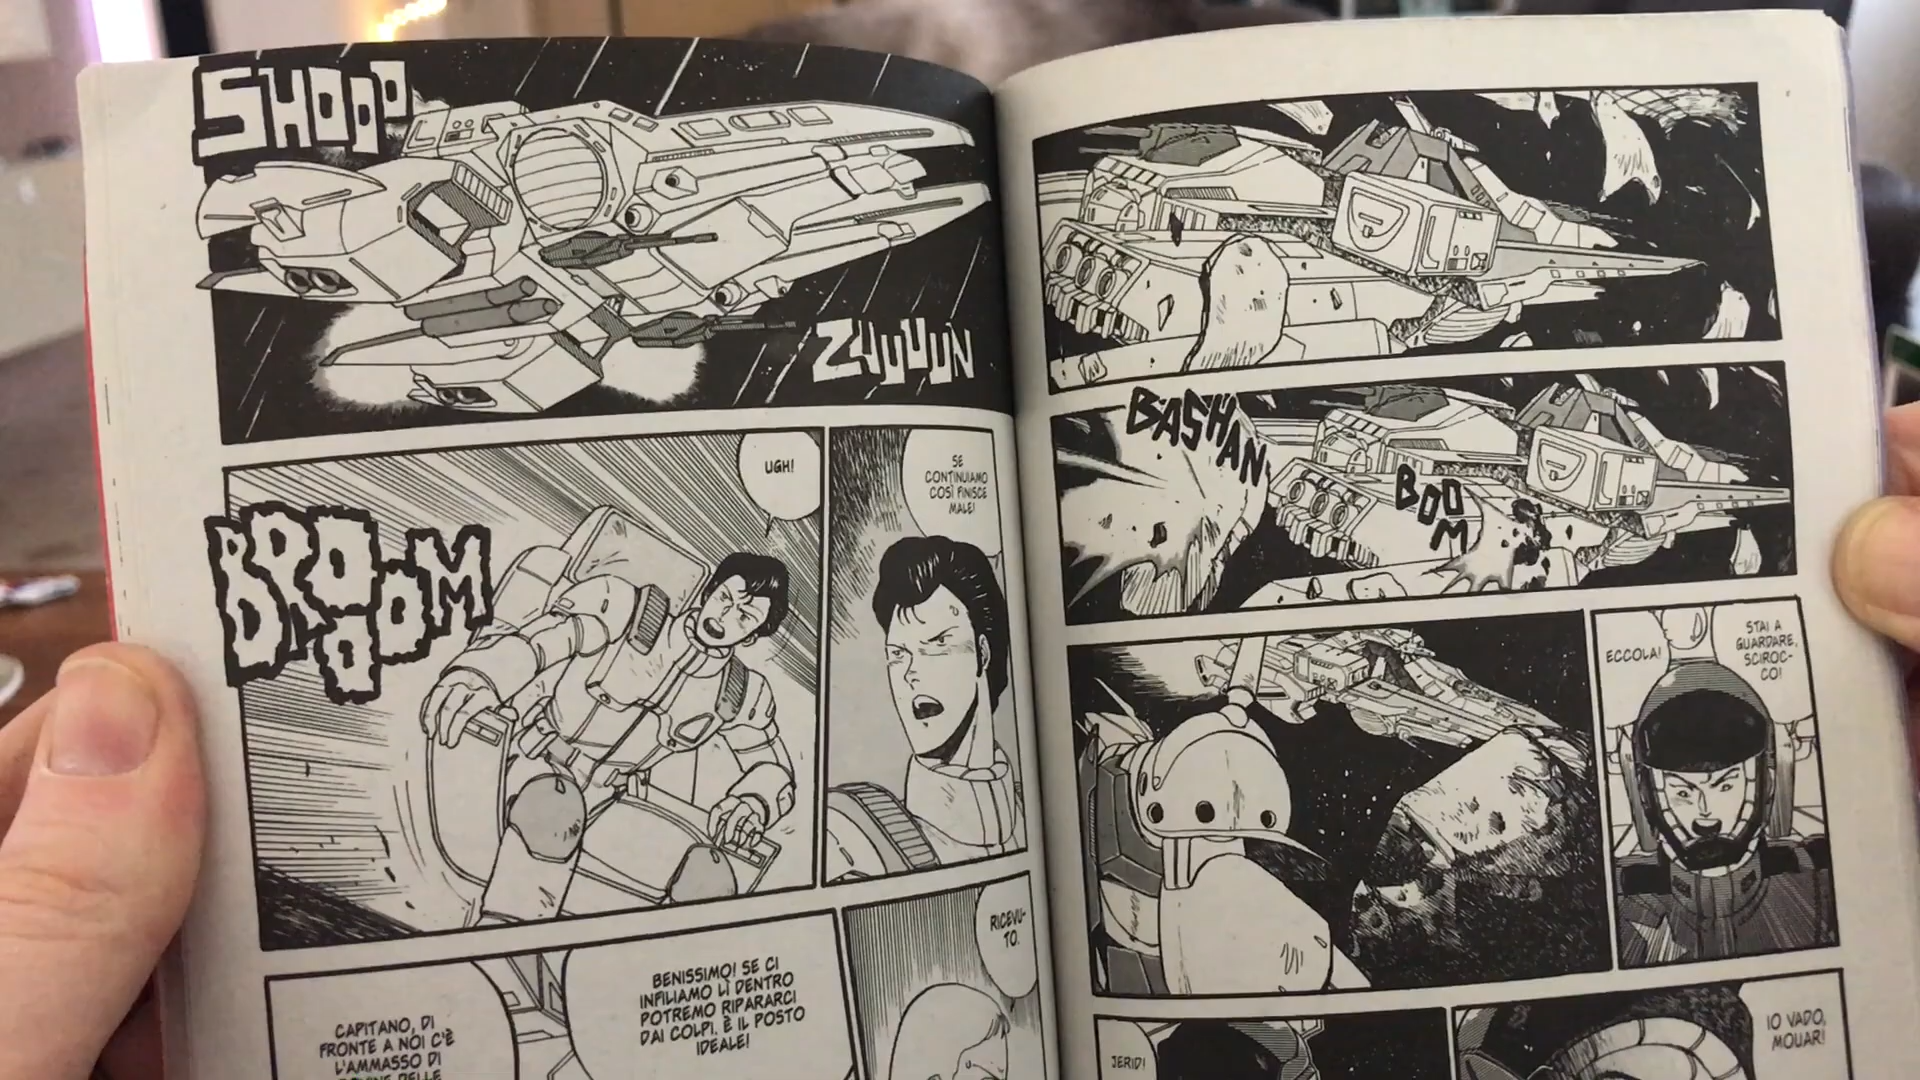 SHOOO
ZUUUUN
BROOOOM
UGH!
SE
CONTINUIAMO
COSÌ FINISCE
MALE!
CAPITANO, DI
FRONTE A NOI C'È
L'AMMASSO DI
BENISSIMO! SE CI
INFILIAMO LÌ DENTRO
POTREMO RIPARARCI
DAI COLPI. È IL POSTO
IDEALE!
RICEVU-
TO.
BASHAN
BOOM
ECCOLA!
STAI A
GUARDARE,
SCIROC-
CO!
JERID!
IO VADO,
MOUAR!